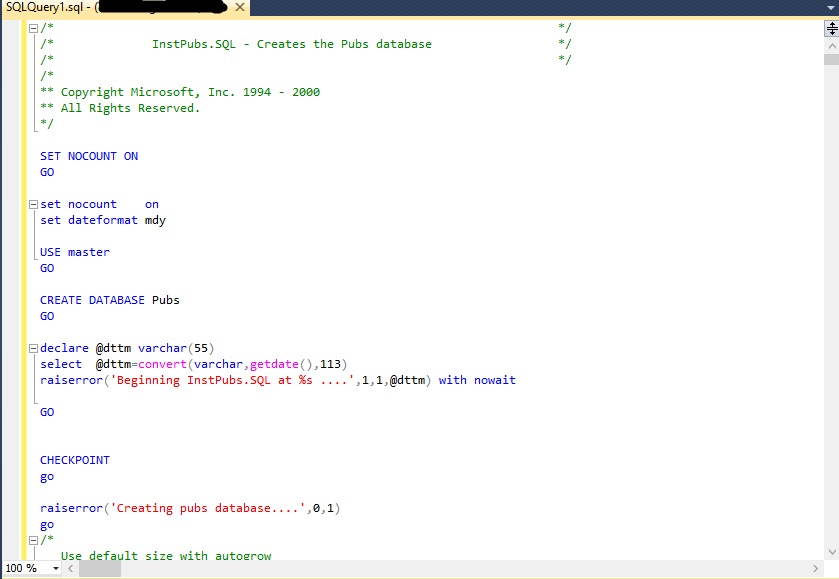 SQLQuery1.sql - (
/* */
/* InstPubs.SQL - Creates the Pubs database */
/* */
/*
** Copyright Microsoft, Inc. 1994 - 2000
** All Rights Reserved.
*/
SET NOCOUNT ON
GO
set nocount    on
set dateformat mdy
USE master
GO
CREATE DATABASE Pubs
GO
declare @dttm varchar(55)
select  @dttm=convert(varchar,getdate(),113)
raiserror('Beginning InstPubs.SQL at %s ....',1,1,@dttm) with nowait
GO
CHECKPOINT
go
raiserror('Creating pubs database....',0,1)
go
/*
Use default size with autogrow
100 %